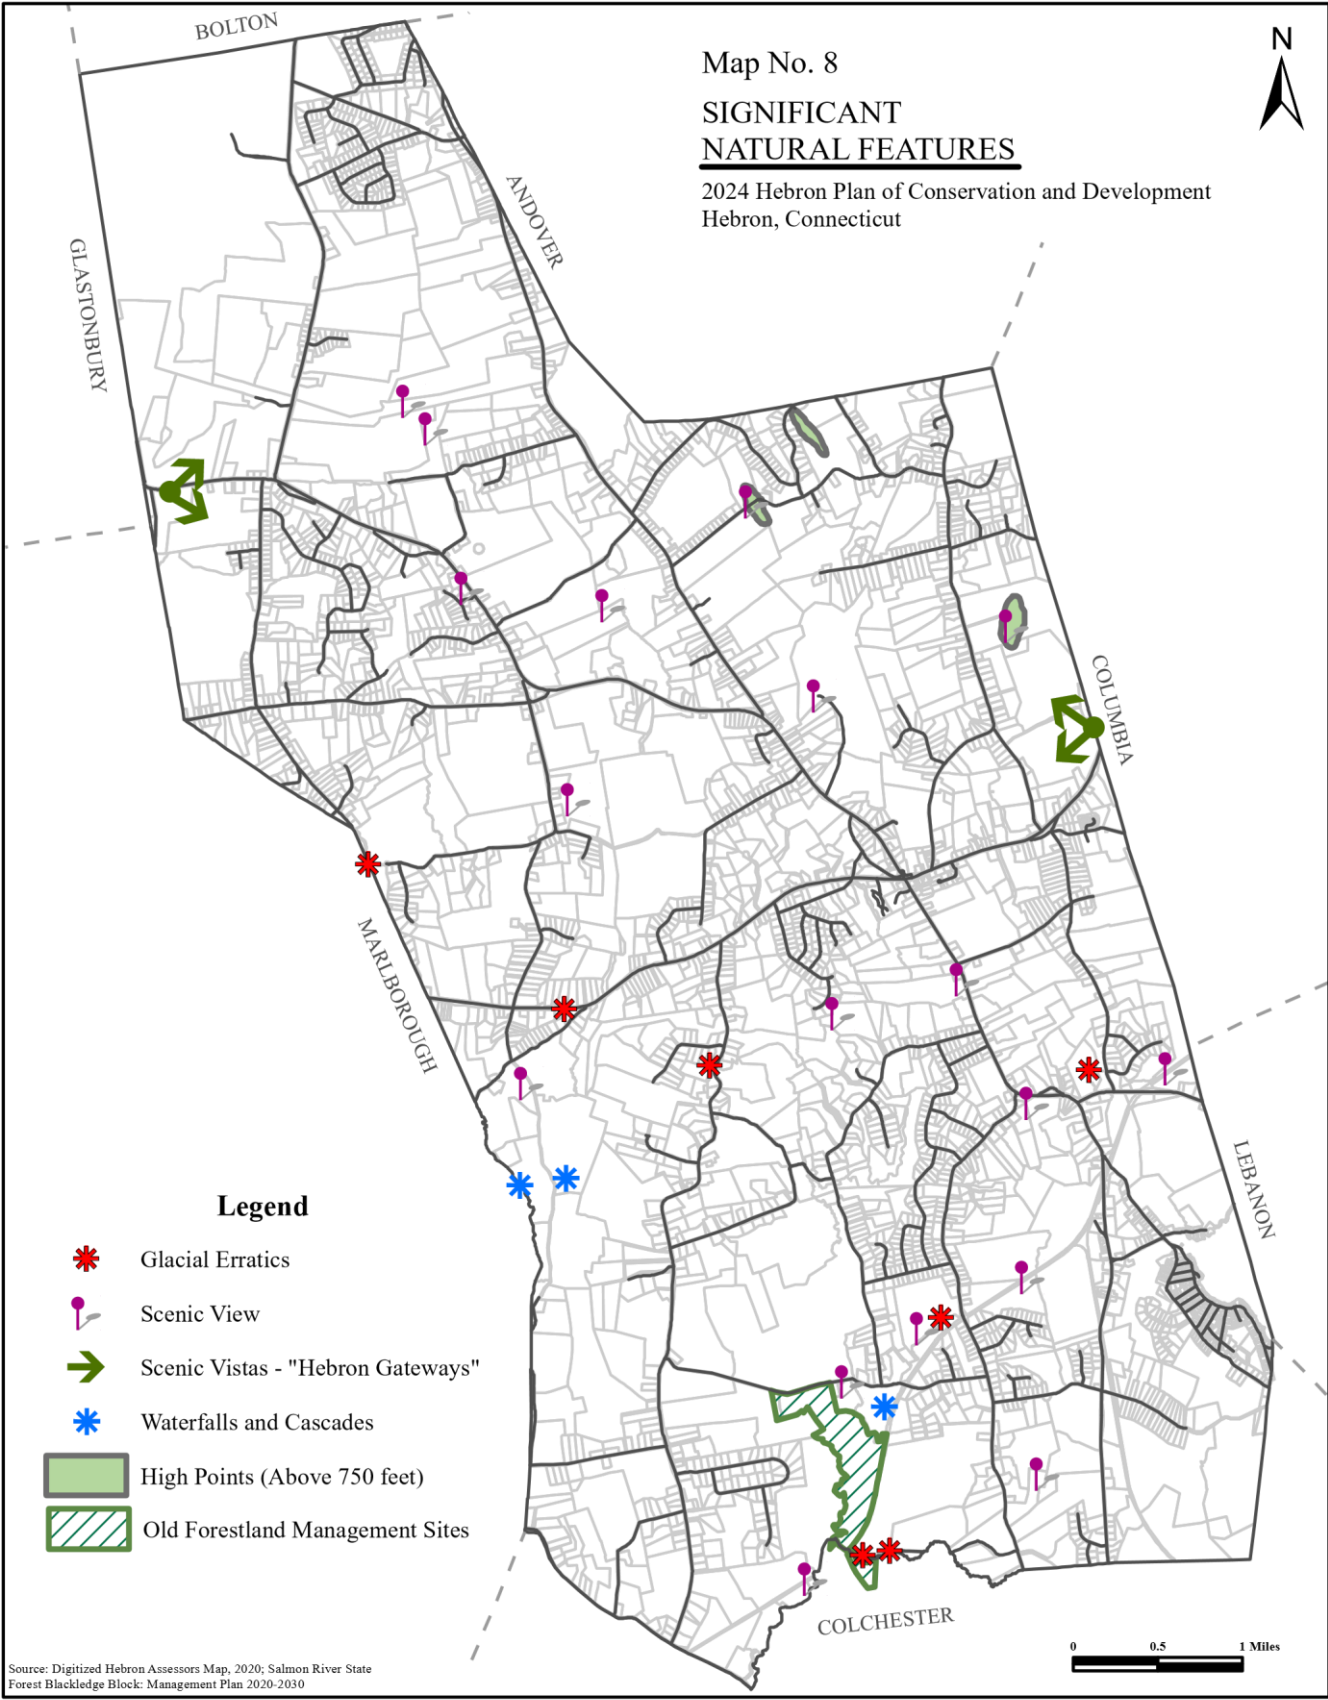 BOLTON
N
Map No. 8
SIGNIFICANT
NATURAL FEATURES
2024 Hebron Plan of Conservation and Development
Hebron, Connecticut
ANDOVER
GLASTONBURY
COLUMBIA
MARLBOROUGH
LEBANON
Legend
Glacial Erratics
Scenic View
Scenic Vistas - "Hebron Gateways"
Waterfalls and Cascades
High Points (Above 750 feet)
Old Forestland Management Sites
COLCHESTER
0 0.5 1 Miles
Source: Digitized Hebron Assessors Map, 2020; Salmon River State
Forest Blackledge Block: Management Plan 2020-2030